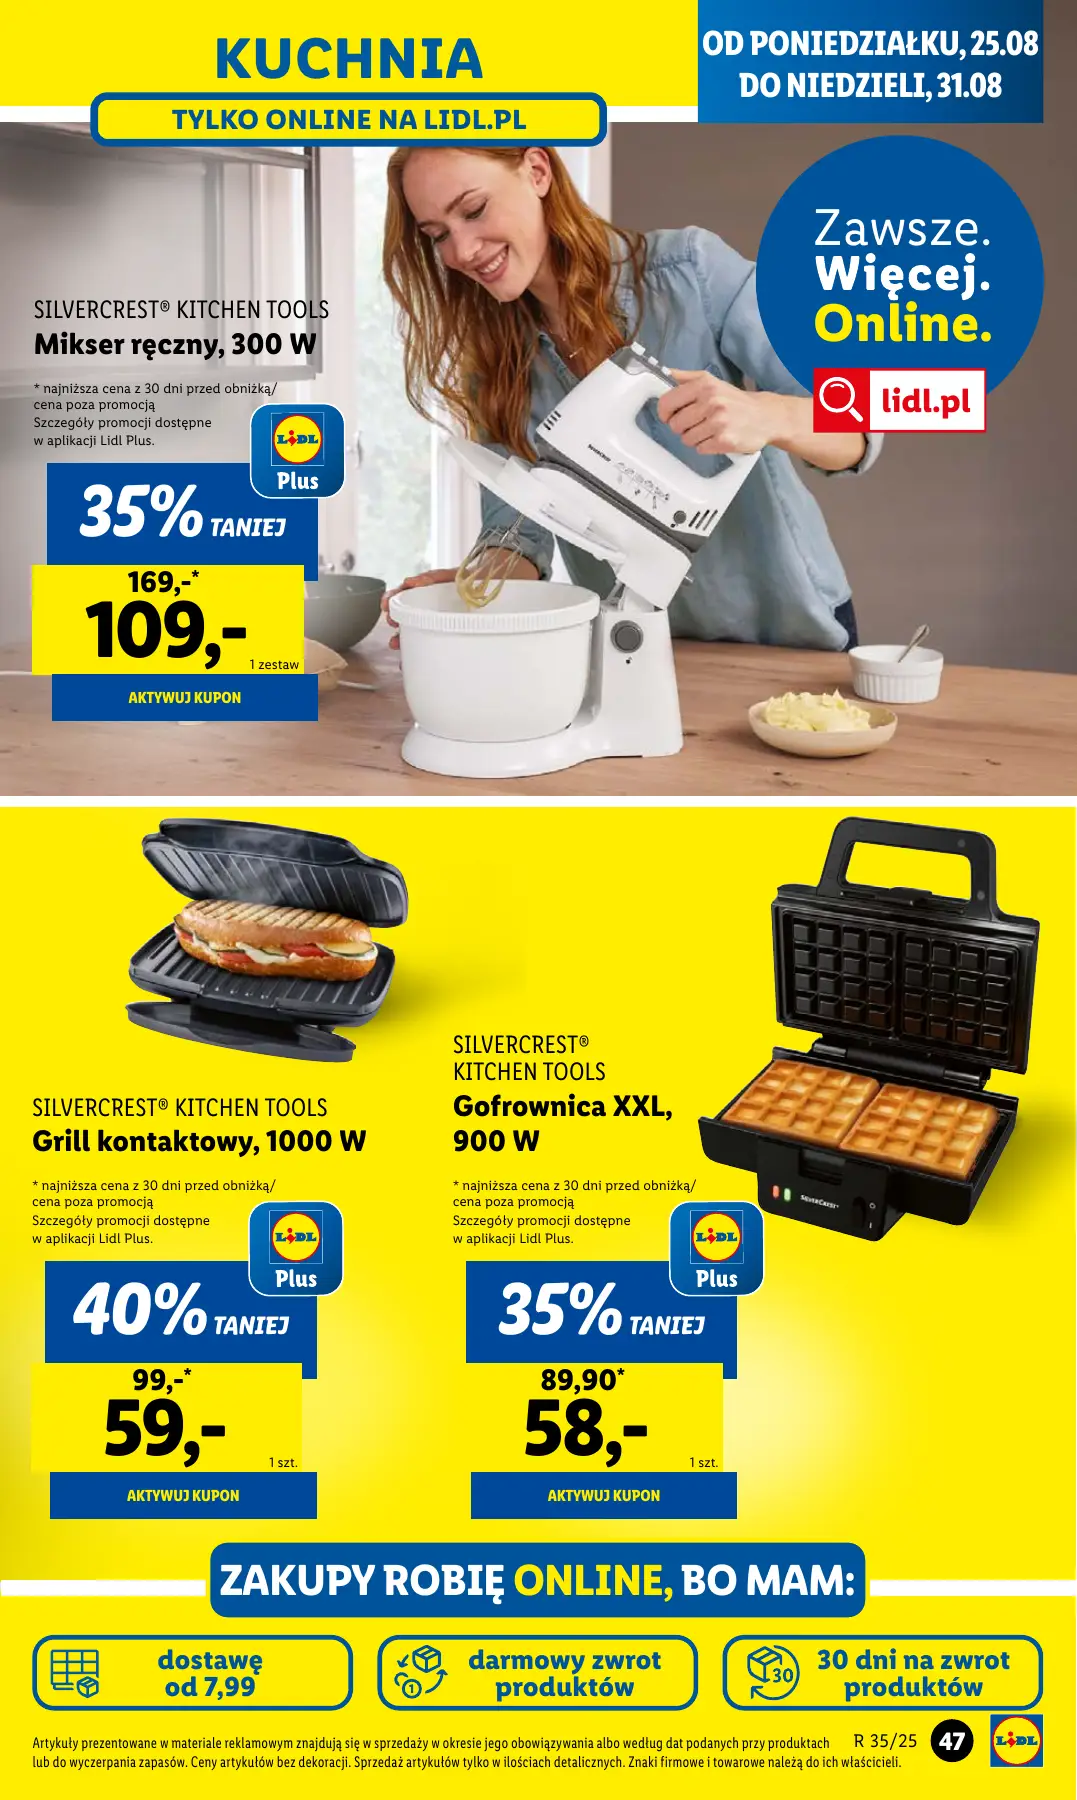 KUCHNIA
TYLKO ONLINE NA LIDL.PL
OD PONIEDZIAŁKU, 25.08
DO NIEDZIELI, 31.08
Zawsze.
Więcej.
Online.
lidl.pl
SILVERCREST® KITCHEN TOOLS
Mikser ręczny, 300 W
* najniższa cena z 30 dni przed obniżką/
cena poza promocją
Szczegóły promocji dostępne
w aplikacji Lidl Plus.
LIDL
Plus
35% TANIEJ
169,-*
109,-
1 zestaw
AKTYWUJ KUPON
SILVERCREST
SILVERCREST® KITCHEN TOOLS
Grill kontaktowy, 1000 W
* najniższa cena z 30 dni przed obniżką/
cena poza promocją
Szczegóły promocji dostępne
w aplikacji Lidl Plus.
LIDL
Plus
40% TANIEJ
99,-*
59,-
1 szt.
AKTYWUJ KUPON
SILVERCREST®
KITCHEN TOOLS
Gofrownica XXL,
900 W
* najniższa cena z 30 dni przed obniżką/
cena poza promocją
Szczegóły promocji dostępne
w aplikacji Lidl Plus.
LIDL
Plus
35% TANIEJ
89,90*
58,-
1 szt.
AKTYWUJ KUPON
SILVERCREST
ZAKUPY ROBIĘ ONLINE, BO MAM:
dostawę
od 7,99
1
darmowy zwrot
produktów
30
30 dni na zwrot
produktów
Artykuły prezentowane w materiale reklamowym znajdują się w sprzedaży w okresie jego obowiązywania albo według dat podanych przy produktach
lub do wyczerpania zapasów. Ceny artykułów bez dekoracji. Sprzedaż artykułów tylko w ilościach detalicznych. Znaki firmowe i towarowe należą do ich właścicieli.
R 35/25
47
LIDL